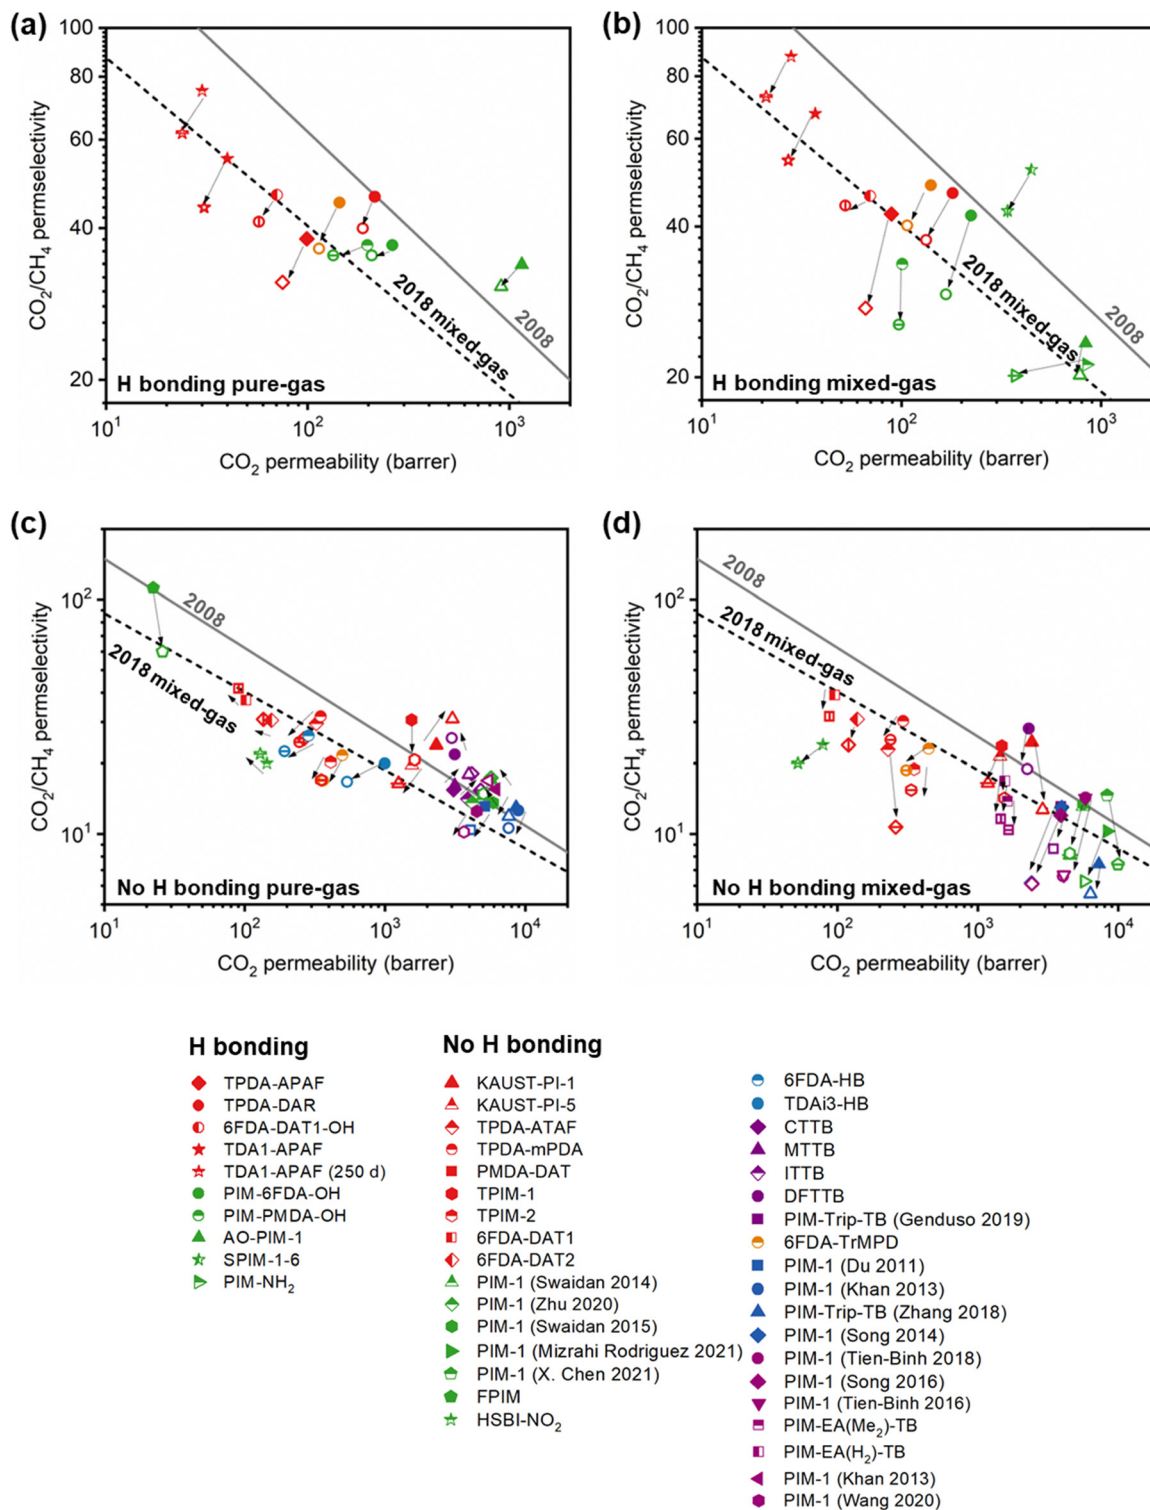 (a)
100
80
60
40
20
CO₂/CH₄ permselectivity
2018 mixed-gas
2008
H bonding pure-gas
10¹
10²
10³
CO₂ permeability (barrer)
(b)
100
80
60
40
20
CO₂/CH₄ permselectivity
2018 mixed-gas
2008
H bonding mixed-gas
10¹
10²
10³
CO₂ permeability (barrer)
(c)
10²
10¹
CO₂/CH₄ permselectivity
2008
2018 mixed-gas
No H bonding pure-gas
10¹
10²
10³
10⁴
CO₂ permeability (barrer)
(d)
10²
10¹
CO₂/CH₄ permselectivity
2008
2018 mixed-gas
No H bonding mixed-gas
10¹
10²
10³
10⁴
CO₂ permeability (barrer)
H bonding
TPDA-APAF
TPDA-DAR
6FDA-DAT1-OH
TDA1-APAF
TDA1-APAF (250 d)
PIM-6FDA-OH
PIM-PMDA-OH
AO-PIM-1
SPIM-1-6
PIM-NH₂
No H bonding
KAUST-PI-1
KAUST-PI-5
TPDA-ATAF
TPDA-mPDA
PMDA-DAT
TPIM-1
TPIM-2
6FDA-DAT1
6FDA-DAT2
PIM-1 (Swaidan 2014)
PIM-1 (Zhu 2020)
PIM-1 (Swaidan 2015)
PIM-1 (Mizrahi Rodriguez 2021)
PIM-1 (X. Chen 2021)
FPIM
HSBI-NO₂
6FDA-HB
TDAi3-HB
CTTB
MTTB
ITTB
DFTTB
PIM-Trip-TB (Genduso 2019)
6FDA-TrMPD
PIM-1 (Du 2011)
PIM-1 (Khan 2013)
PIM-Trip-TB (Zhang 2018)
PIM-1 (Song 2014)
PIM-1 (Tien-Binh 2018)
PIM-1 (Song 2016)
PIM-1 (Tien-Binh 2016)
PIM-EA(Me₂)-TB
PIM-EA(H₂)-TB
PIM-1 (Khan 2013)
PIM-1 (Wang 2020)